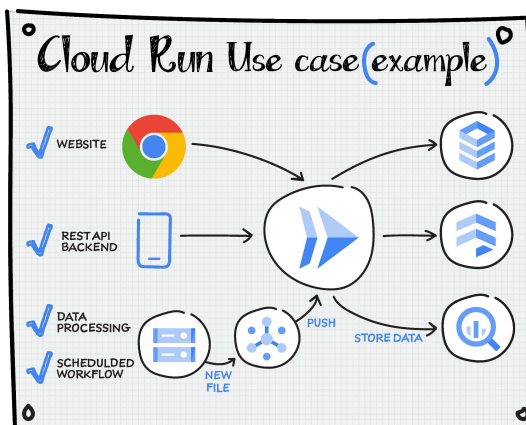 Cloud Run Use case (example)
WEBSITE
REST API
BACKEND
DATA
PROCESSING
SCHEDULDED
WORKFLOW
NEW
FILE
PUSH
STORE DATA